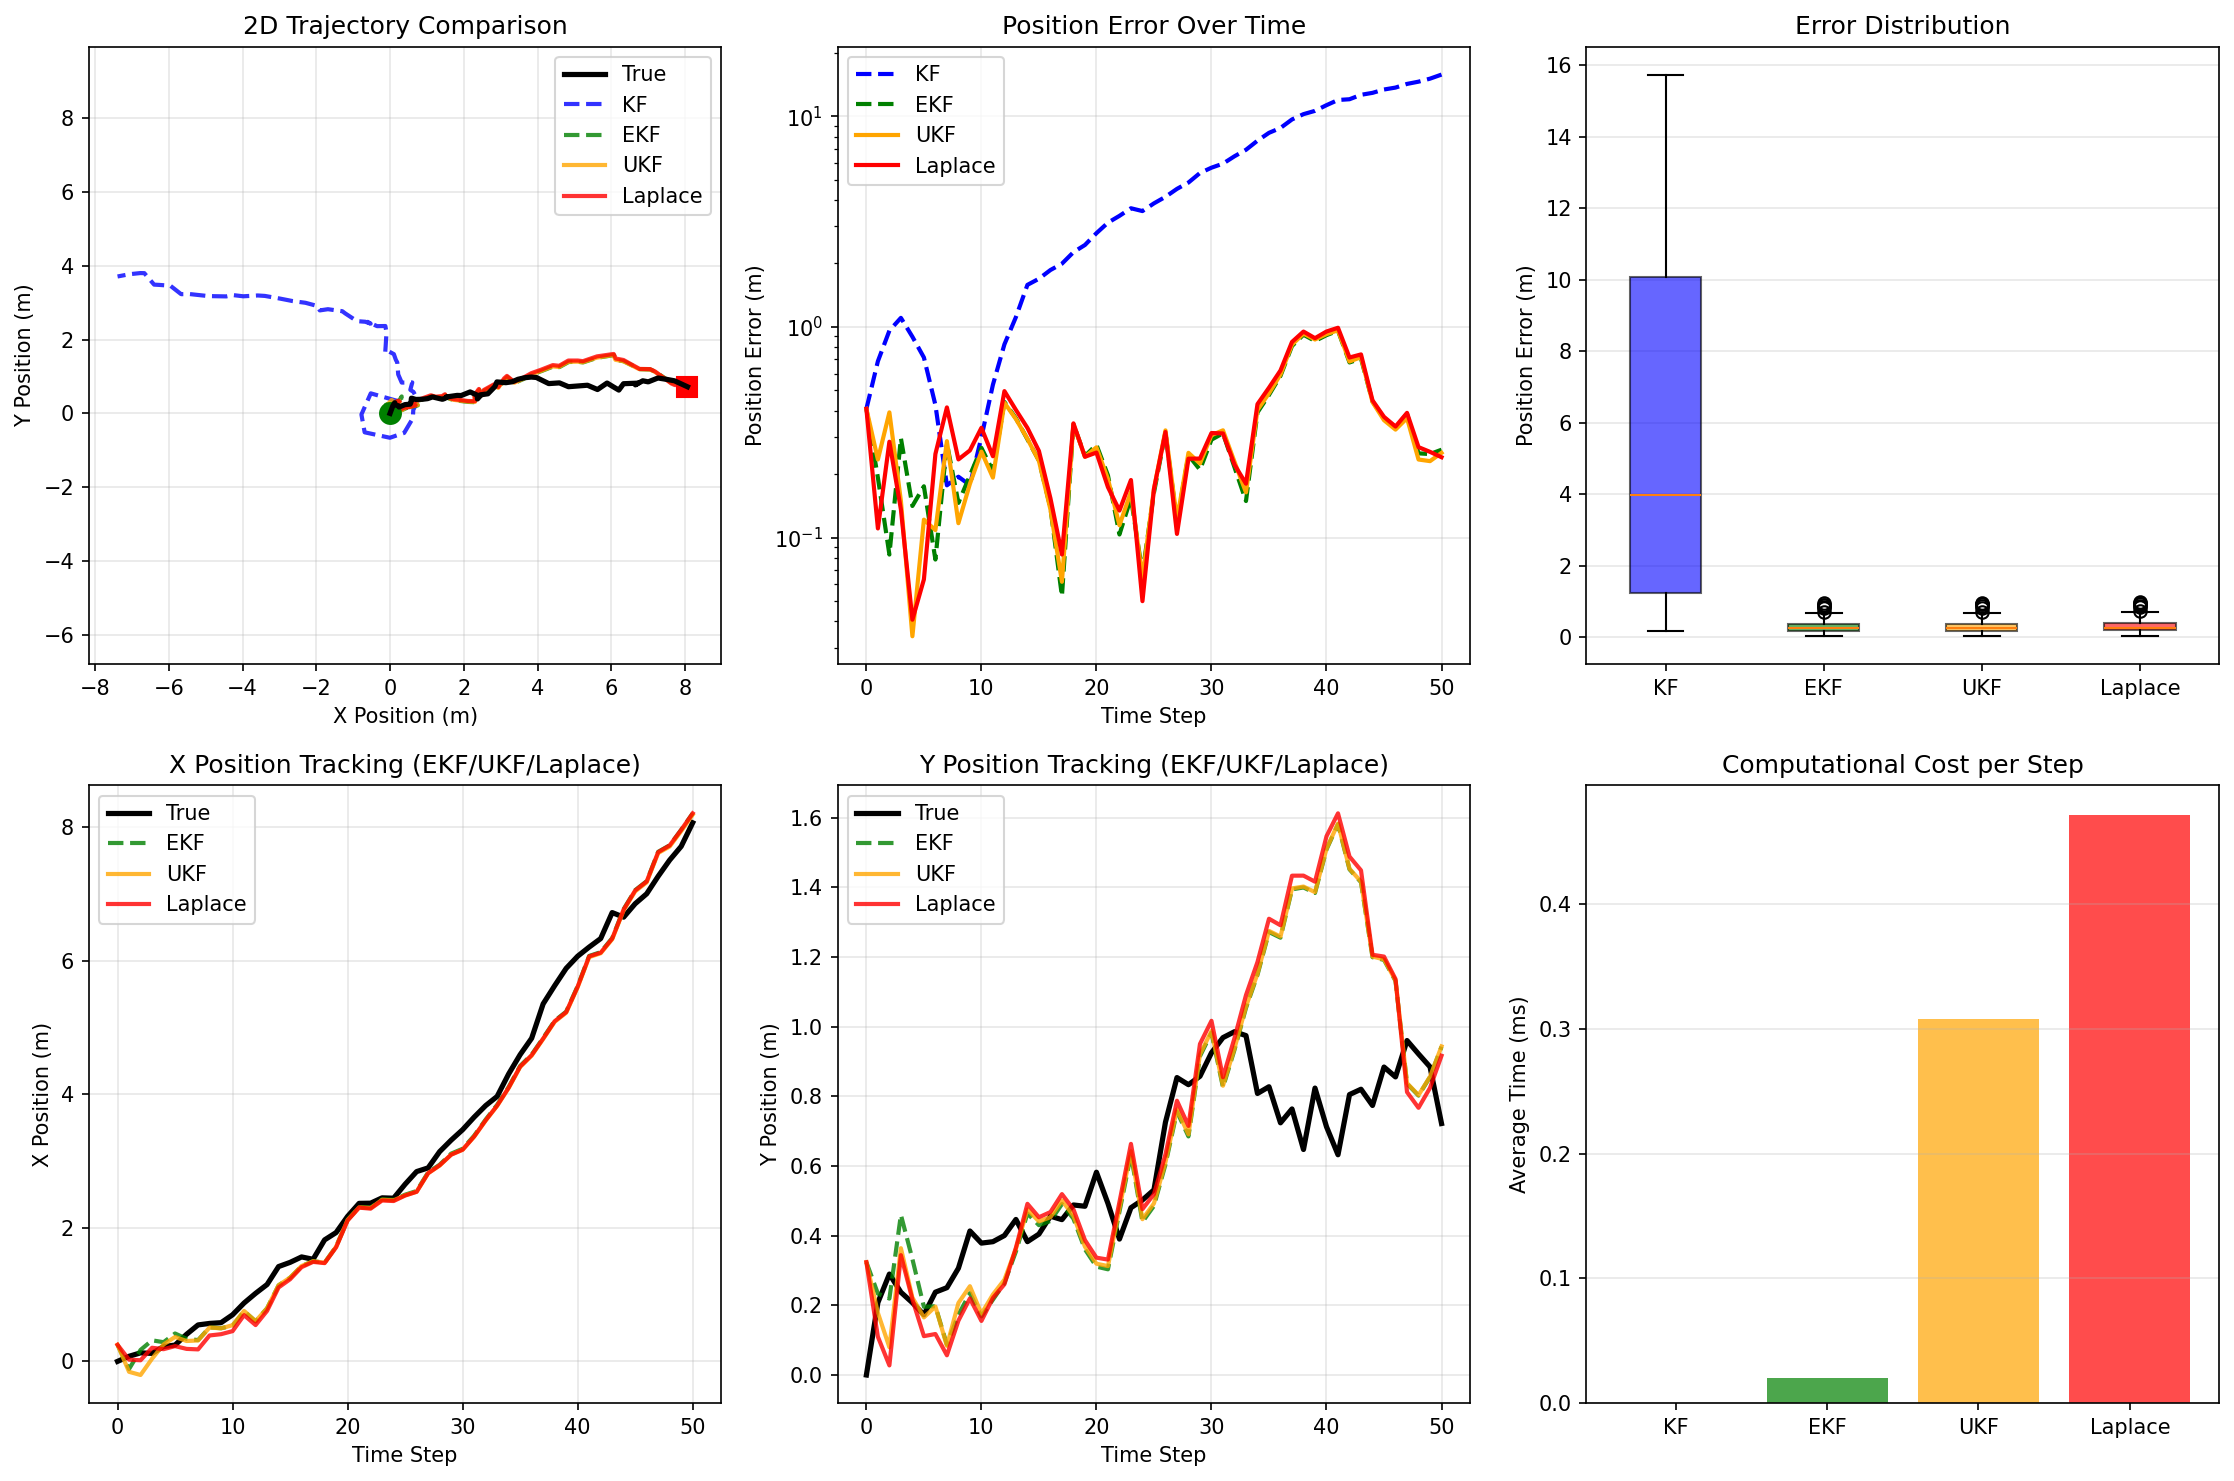 2D Trajectory Comparison
True
KF
EKF
UKF
Laplace
8
6
4
2
0
−2
−4
−6
Y Position (m)
−8 −6 −4 −2 0 2 4 6 8
X Position (m)
Position Error Over Time
KF
EKF
UKF
Laplace
10¹
10⁰
10⁻¹
Position Error (m)
0 10 20 30 40 50
Time Step
Error Distribution
16
14
12
10
8
6
4
2
0
Position Error (m)
KF EKF UKF Laplace
X Position Tracking (EKF/UKF/Laplace)
True
EKF
UKF
Laplace
8
6
4
2
0
X Position (m)
0 10 20 30 40 50
Time Step
Y Position Tracking (EKF/UKF/Laplace)
True
EKF
UKF
Laplace
1.6
1.4
1.2
1.0
0.8
0.6
0.4
0.2
0.0
Y Position (m)
0 10 20 30 40 50
Time Step
Computational Cost per Step
0.4
0.3
0.2
0.1
0.0
Average Time (ms)
KF EKF UKF Laplace